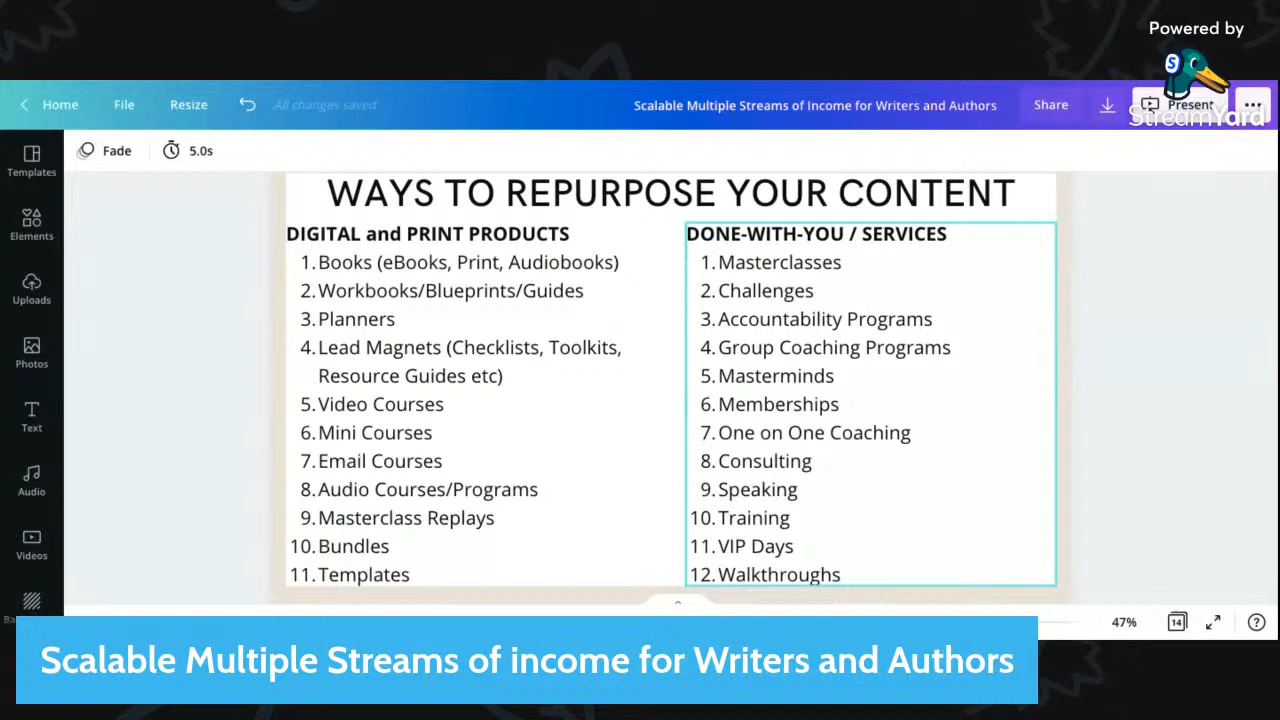 Powered by
StreamYard
Home
File
Resize
All changes saved
Scalable Multiple Streams of Income for Writers and Authors
Share
Present
Fade
5.0s
Templates
Elements
Uploads
Photos
Text
Audio
Videos
WAYS TO REPURPOSE YOUR CONTENT
DIGITAL and PRINT PRODUCTS
1. Books (eBooks, Print, Audiobooks)
2. Workbooks/Blueprints/Guides
3. Planners
4. Lead Magnets (Checklists, Toolkits,
Resource Guides etc)
5. Video Courses
6. Mini Courses
7. Email Courses
8. Audio Courses/Programs
9. Masterclass Replays
10. Bundles
11. Templates
DONE-WITH-YOU / SERVICES
1. Masterclasses
2. Challenges
3. Accountability Programs
4. Group Coaching Programs
5. Masterminds
6. Memberships
7. One on One Coaching
8. Consulting
9. Speaking
10. Training
11. VIP Days
12. Walkthroughs
47%
14
Scalable Multiple Streams of income for Writers and Authors